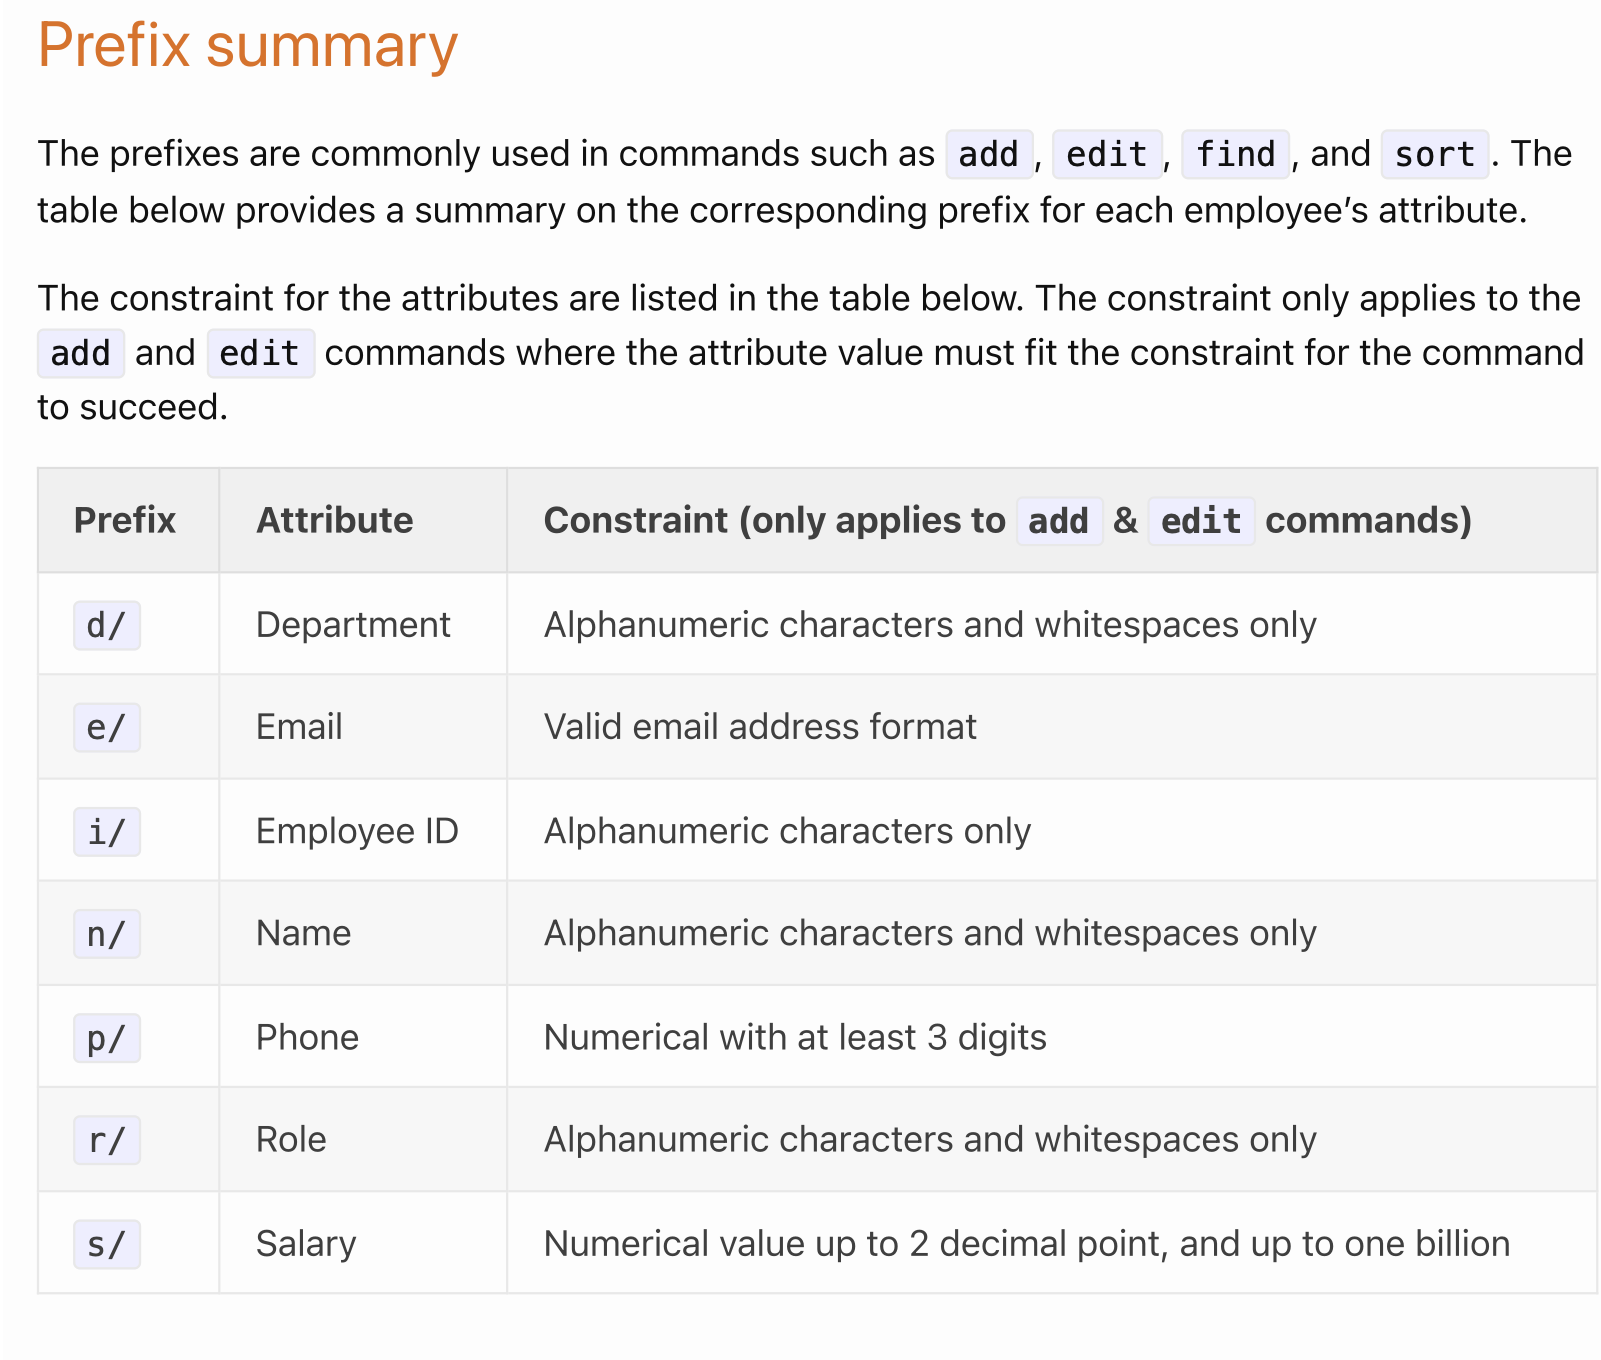 Prefix summary
The prefixes are commonly used in commands such as add, edit, find, and sort. The
table below provides a summary on the corresponding prefix for each employee’s attribute.
The constraint for the attributes are listed in the table below. The constraint only applies to the
add and edit commands where the attribute value must fit the constraint for the command
to succeed.
Prefix Attribute Constraint (only applies to add & edit commands)
d/ Department Alphanumeric characters and whitespaces only
e/ Email Valid email address format
i/ Employee ID Alphanumeric characters only
n/ Name Alphanumeric characters and whitespaces only
p/ Phone Numerical with at least 3 digits
r/ Role Alphanumeric characters and whitespaces only
s/ Salary Numerical value up to 2 decimal point, and up to one billion